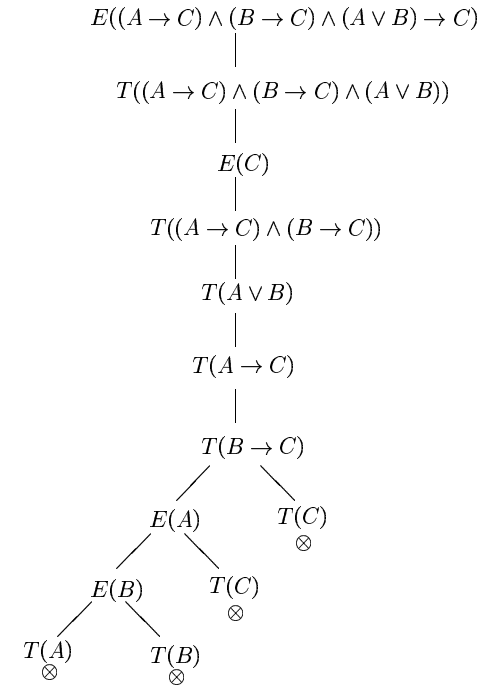 E((A → C) ∧ (B → C) ∧ (A ∨ B) → C)
T((A → C) ∧ (B → C) ∧ (A ∨ B))
E(C)
T((A → C) ∧ (B → C))
T(A ∨ B)
T(A → C)
T(B → C)
E(A) T(C)
⊗
E(B) T(C)
⊗
T(A) T(B)
⊗ ⊗